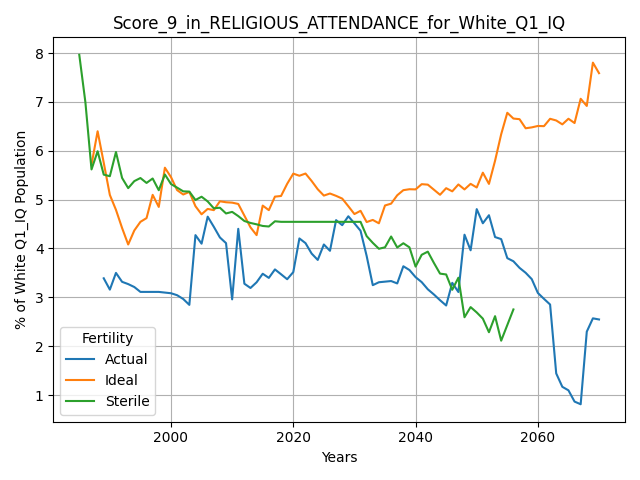 Score_9_in_RELIGIOUS_ATTENDANCE_for_White_Q1_IQ
% of White Q1_IQ Population
8
7
6
5
4
3
2
1
Fertility
Actual
Ideal
Sterile
2000 2020 2040 2060
Years